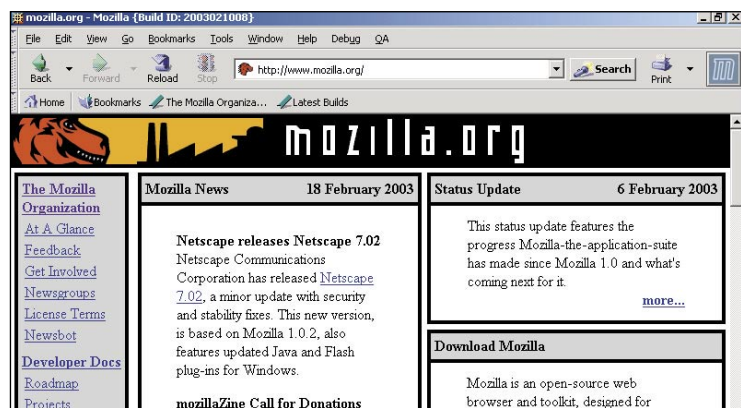 mozilla.org - Mozilla {Build ID: 2003021008}
File Edit View Go Bookmarks Tools Window Help Debug QA
Back Forward Reload Stop http://www.mozilla.org/ Search Print m
Home Bookmarks The Mozilla Organiza... Latest Builds
mozilla.org
The Mozilla
Organization
At A Glance
Feedback
Get Involved
Newsgroups
License Terms
Newsbot
Developer Docs
Roadmap
Projects
Mozilla News 18 February 2003
Netscape releases Netscape 7.02
Netscape Communications
Corporation has released Netscape
7.02, a minor update with security
and stability fixes. This new version,
is based on Mozilla 1.0.2, also
features updated Java and Flash
plug-ins for Windows.
mozillaZine Call for Donations
Status Update 6 February 2003
This status update features the
progress Mozilla-the-application-suite
has made since Mozilla 1.0 and what's
coming next for it.
more...
Download Mozilla
Mozilla is an open-source web
browser and toolkit, designed for